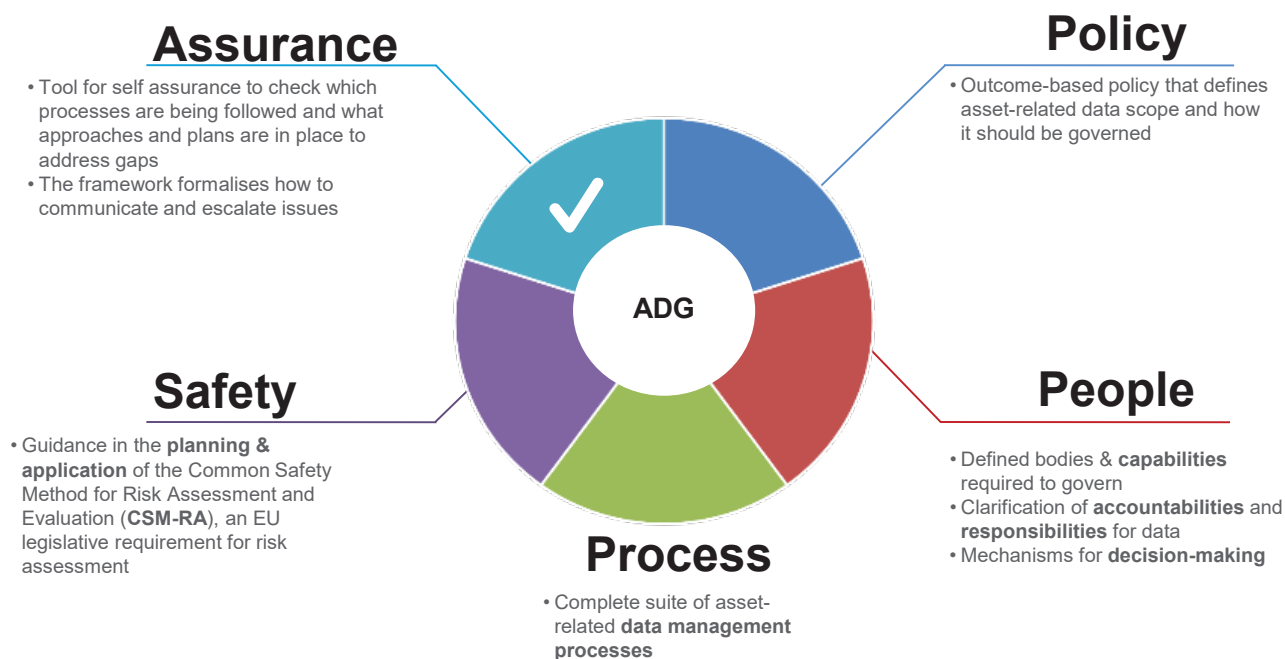 Assurance
• Tool for self assurance to check which
processes are being followed and what
approaches and plans are in place to
address gaps
• The framework formalises how to
communicate and escalate issues
Policy
• Outcome-based policy that defines
asset-related data scope and how
it should be governed
ADG
Safety
• Guidance in the planning &
application of the Common Safety
Method for Risk Assessment and
Evaluation (CSM-RA), an EU
legislative requirement for risk
assessment
People
• Defined bodies & capabilities
required to govern
• Clarification of accountabilities and
responsibilities for data
• Mechanisms for decision-making
Process
• Complete suite of asset-
related data management
processes